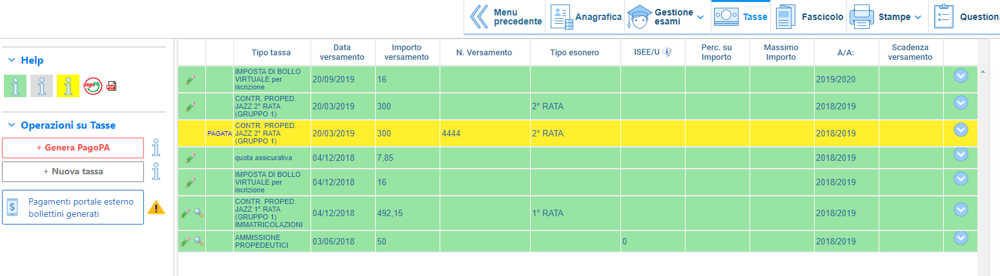 Menu
precedente
Anagrafica
Gestione
esami
Tasse
Fascicolo
Stampe
Questiona
Help
PDF
Operazioni su Tasse
+ Genera PagoPA
+ Nuova tassa
Pagamenti portale esterno
bollettini generati
Tipo tassa
Data
versamento
Importo
versamento
N. Versamento
Tipo esonero
ISEE/U
Perc. su
Importo
Massimo
Importo
A/A:
Scadenza
versamento
IMPOSTA DI BOLLO
VIRTUALE per
iscrizione
20/09/2019
16
2019/2020
CONTR. PROPED.
JAZZ 2° RATA
(GRUPPO 1)
20/03/2019
300
2° RATA
2018/2019
PAGATA
CONTR. PROPED.
JAZZ 2° RATA
(GRUPPO 1)
20/03/2019
300
4444
2° RATA
2018/2019
quota assicurativa
04/12/2018
7,85
2018/2019
IMPOSTA DI BOLLO
VIRTUALE per
iscrizione
04/12/2018
16
2018/2019
CONTR. PROPED.
JAZZ 1° RATA
(GRUPPO 1)
IMMATRICOLAZIONI
04/12/2018
492,15
1° RATA
2018/2019
AMMISSIONE
PROPEDEUTICI
03/06/2018
50
0
2018/2019